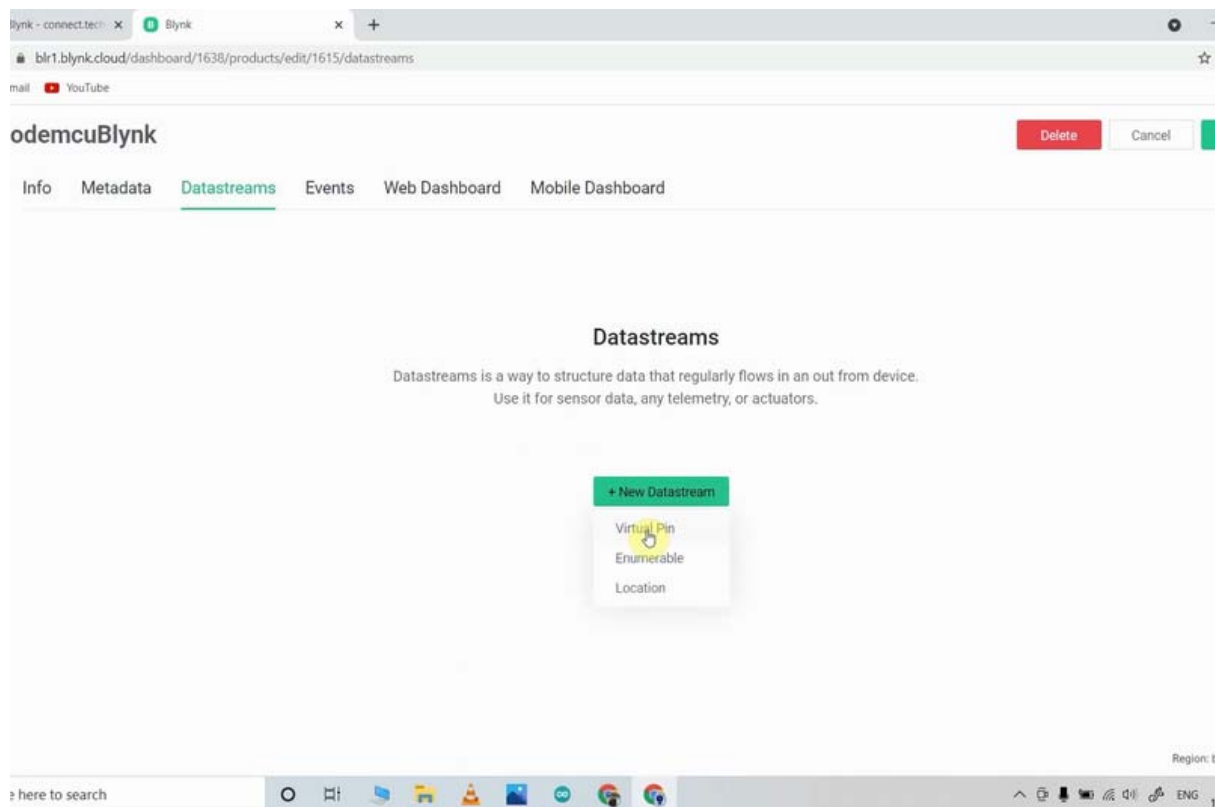 Blynk - connect.tech
Blynk
blr1.blynk.cloud/dashboard/1638/products/edit/1615/datastreams
mail YouTube
odemcuBlynk
Delete Cancel
Info Metadata Datastreams Events Web Dashboard Mobile Dashboard
Datastreams
Datastreams is a way to structure data that regularly flows in an out from device.
Use it for sensor data, any telemetry, or actuators.
+ New Datastream
Virtual Pin
Enumerable
Location
Region:
e here to search
ENG